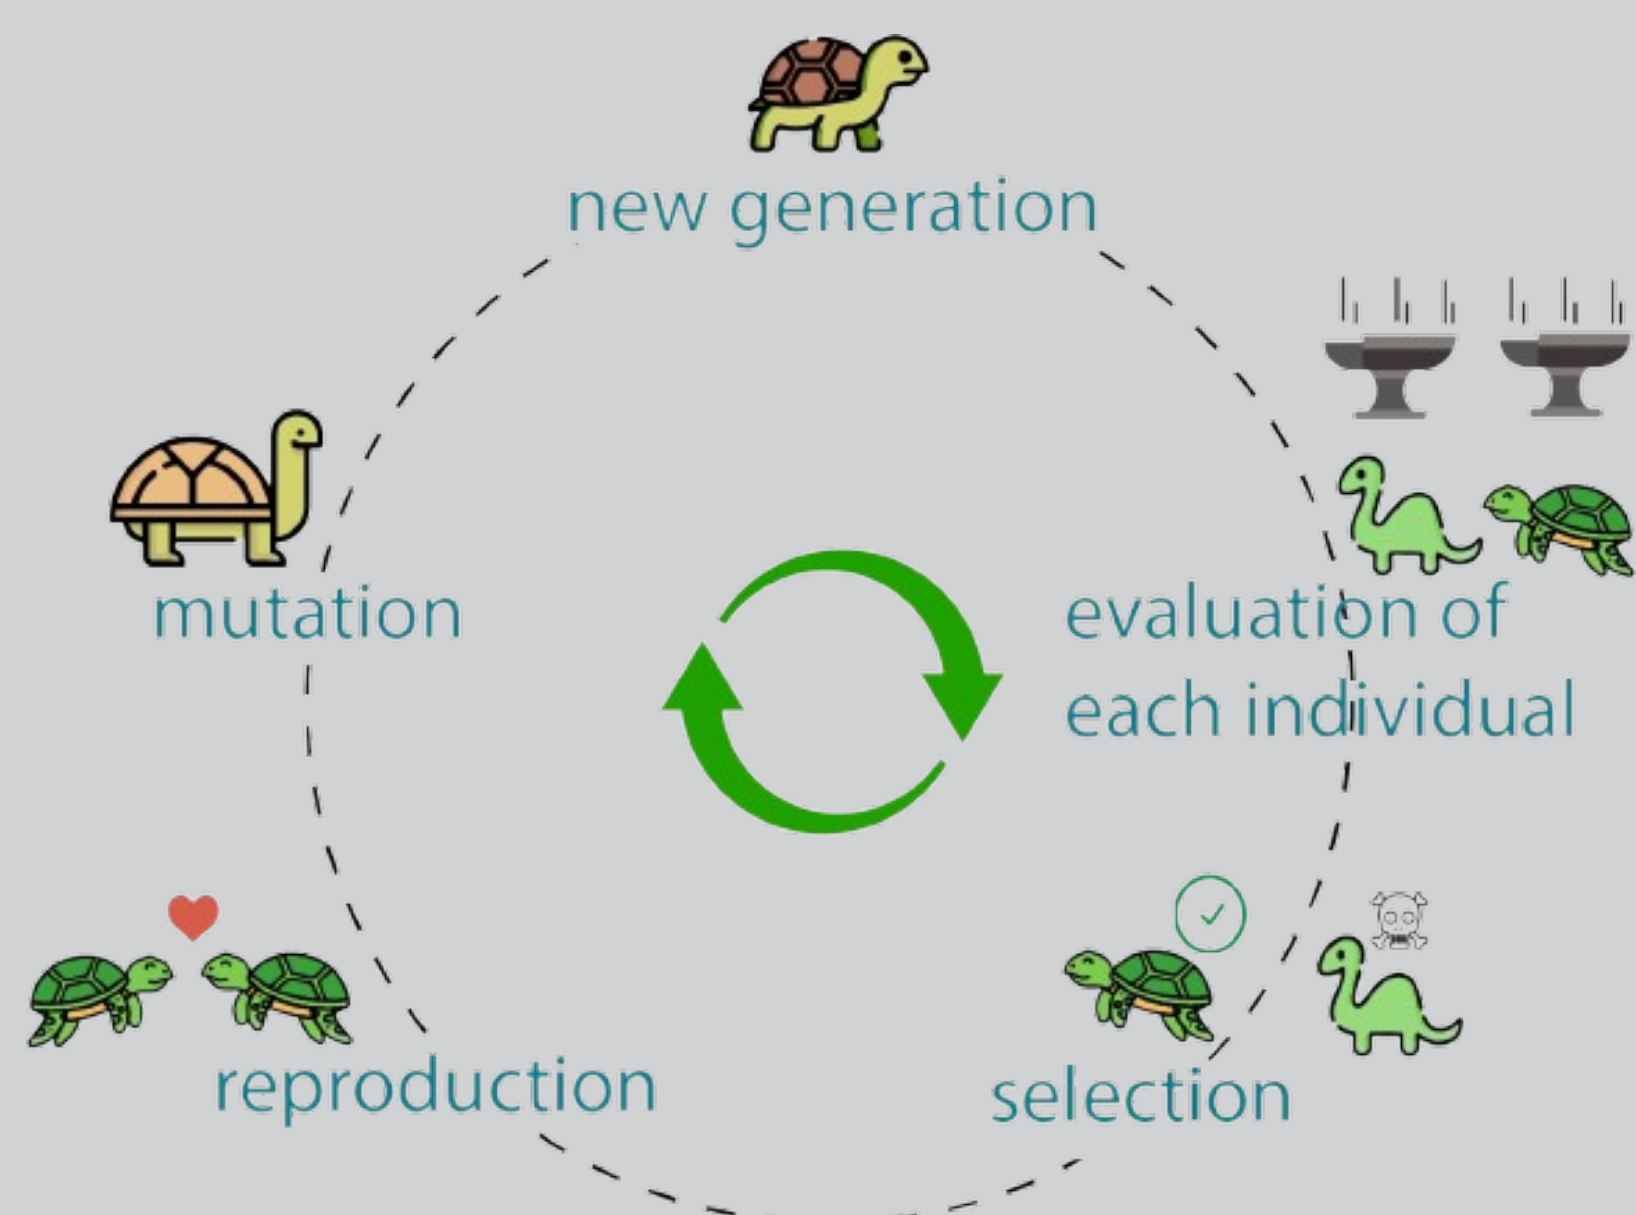 new generation
mutation
evaluation of
each individual
reproduction
selection